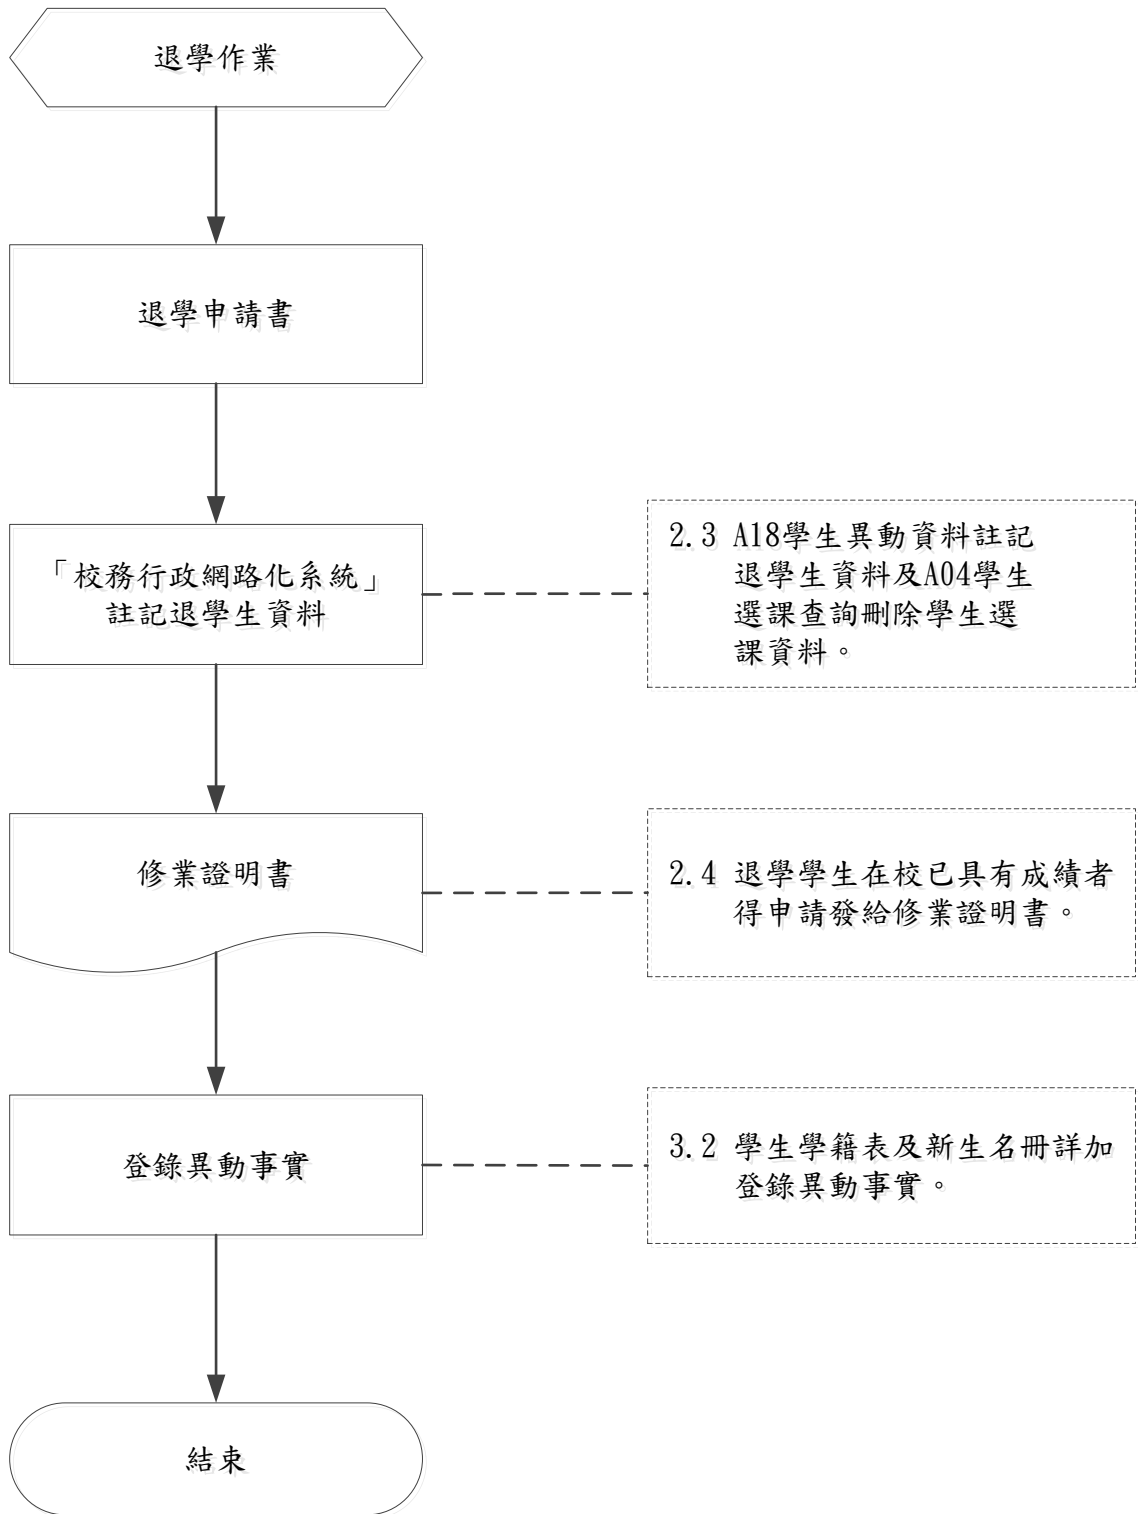 退學作業
退學申請書
「校務行政網路化系統」
註記退學生資料
2.3 A18學生異動資料註記
退學生資料及A04學生
選課查詢刪除學生選
課資料。
修業證明書
2.4 退學學生在校已具有成績者
得申請發給修業證明書。
登錄異動事實
3.2 學生學籍表及新生名冊詳加
登錄異動事實。
結束